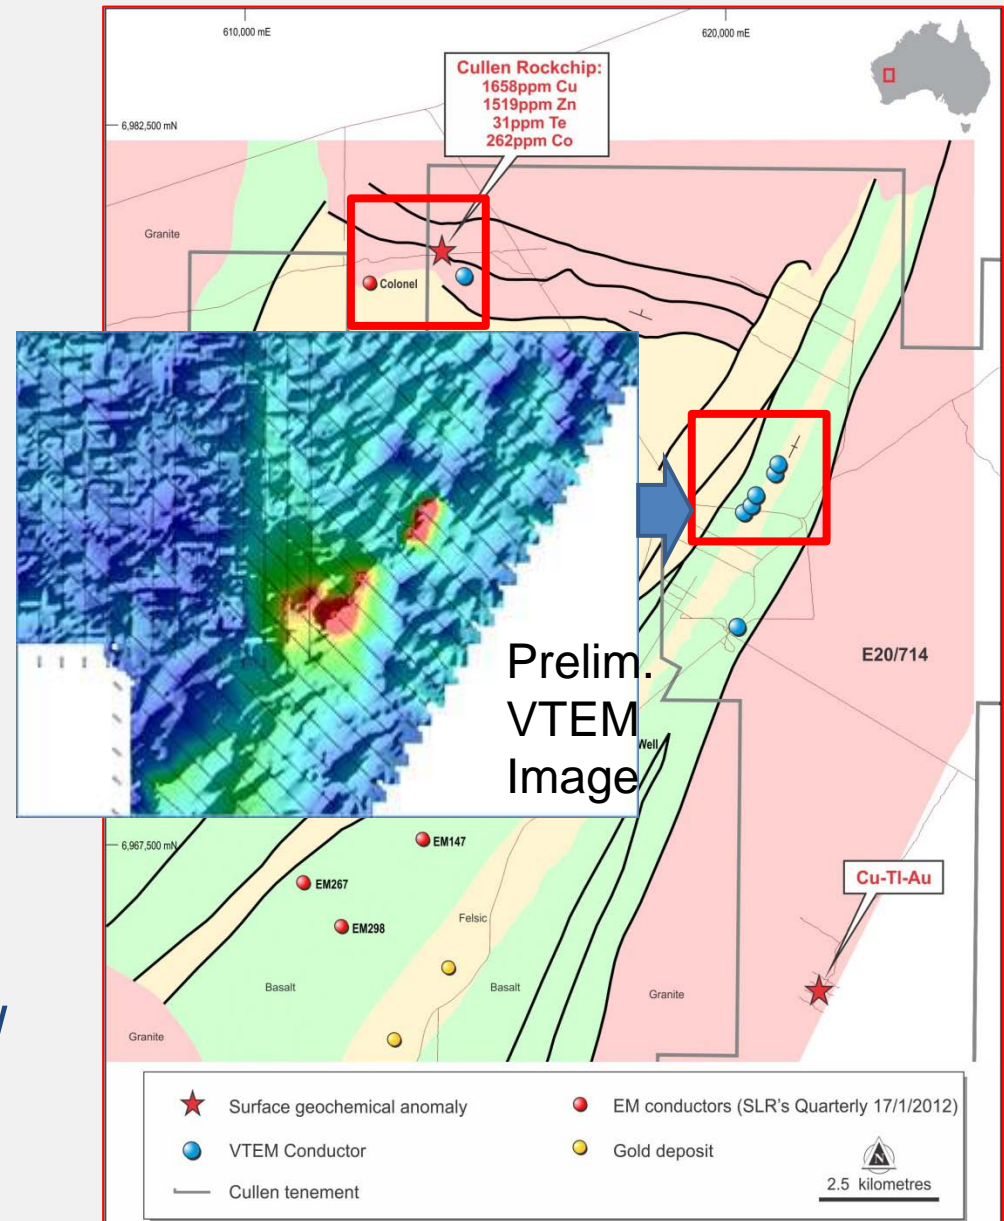 610,000 mE
620,000 mE
Cullen Rockchip:
1658ppm Cu
1519ppm Zn
31ppm Te
262ppm Co
6,982,500 mN
Granite
Colonel
Prelim.
VTEM
Image
E20/714
Well
6,967,500 mN
EM147
EM267
EM298
Felsic
Cu-Tl-Au
Basalt
Basalt
Granite
Granite
Surface geochemical anomaly
EM conductors (SLR's Quarterly 17/1/2012)
VTEM Conductor
Gold deposit
N
Cullen tenement
2.5 kilometres